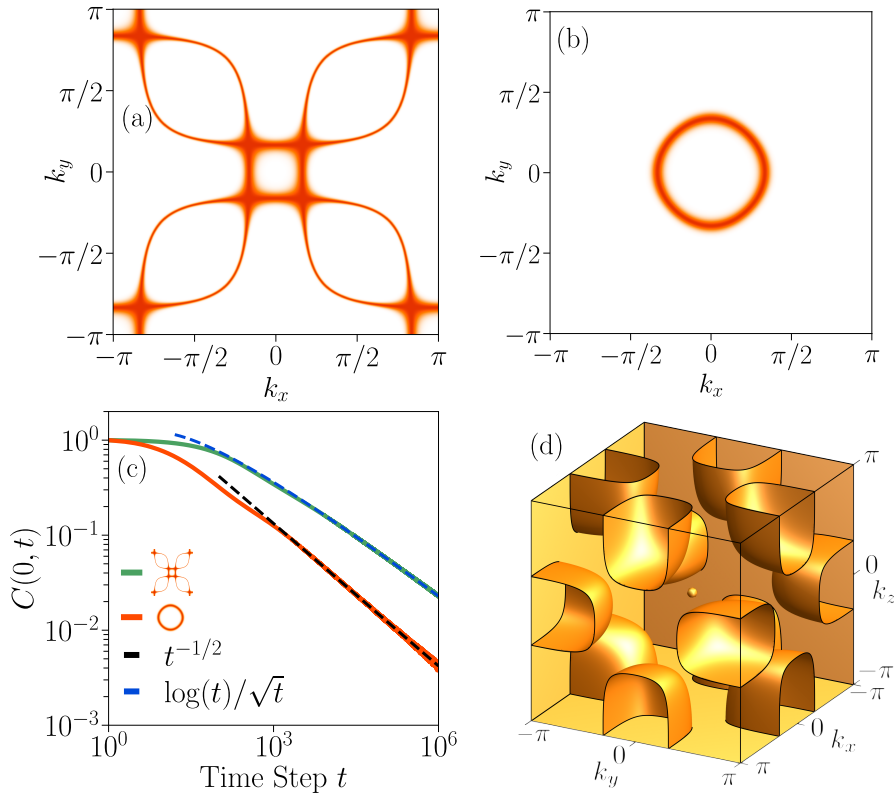 (a)
π
π/2
0
−π/2
−π
k_y
−π
−π/2
0
π/2
π
k_x
(b)
π
π/2
0
−π/2
−π
k_y
−π
−π/2
0
π/2
π
k_x
(c)
10^0
10^{-1}
10^{-2}
10^{-3}
C(0, t)
t^{-1/2}
log(t)/√t
10^0
10^3
10^6
Time Step t
(d)
π
0
k_z
−π
−π
0
k_x
π
−π
0
k_y
π